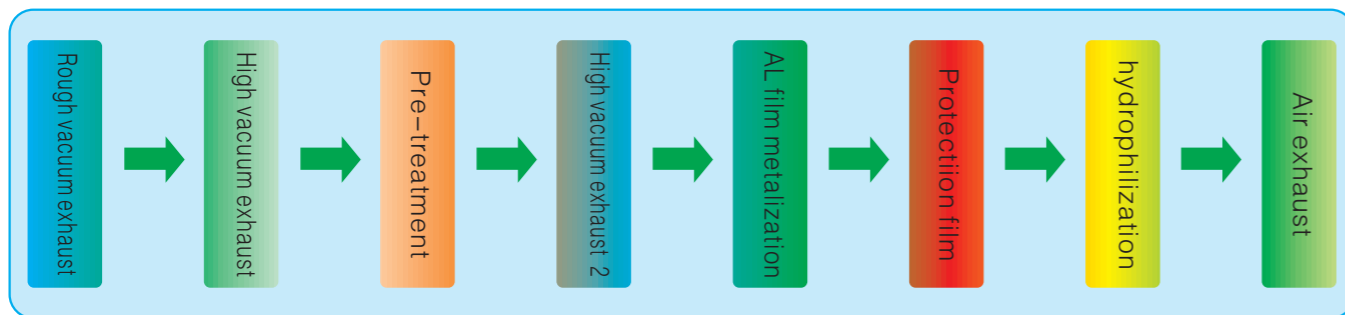 Rough vacuum exhaust
High vacuum exhaust
Pre-treatment
High vacuum exhaust 2
AL film metalization
Protectiion film
hydrophilization
Air exhaust